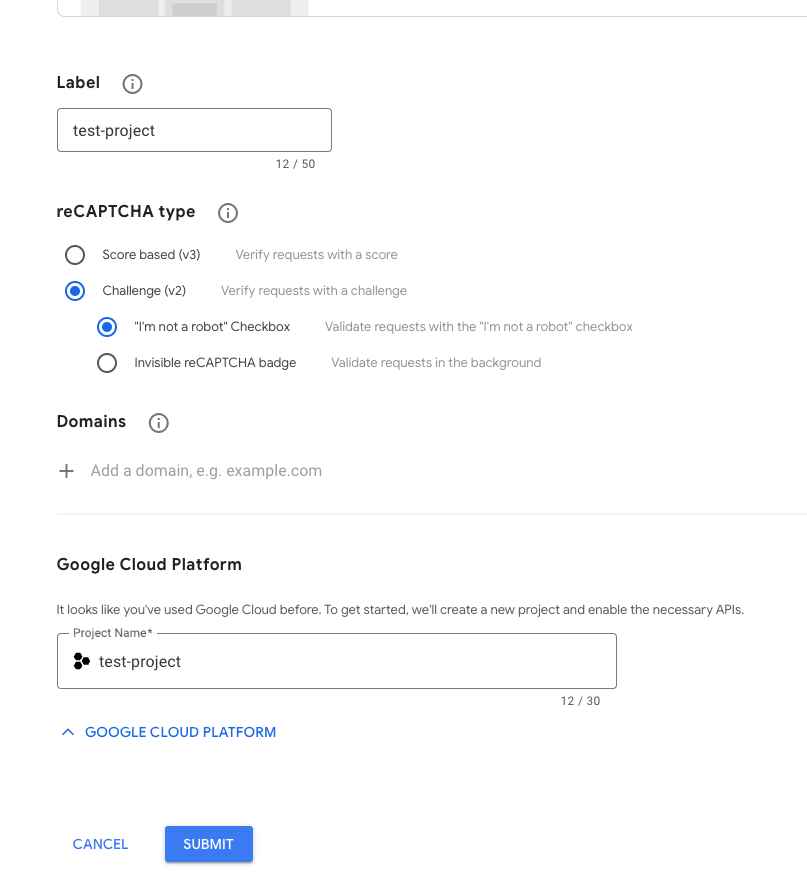 Label
test-project
12 / 50
reCAPTCHA type
Score based (v3) Verify requests with a score
Challenge (v2) Verify requests with a challenge
"I'm not a robot" Checkbox Validate requests with the "I'm not a robot" checkbox
Invisible reCAPTCHA badge Validate requests in the background
Domains
Add a domain, e.g. example.com
Google Cloud Platform
It looks like you've used Google Cloud before. To get started, we'll create a new project and enable the necessary APIs.
Project Name*
test-project
12 / 30
GOOGLE CLOUD PLATFORM
CANCEL SUBMIT